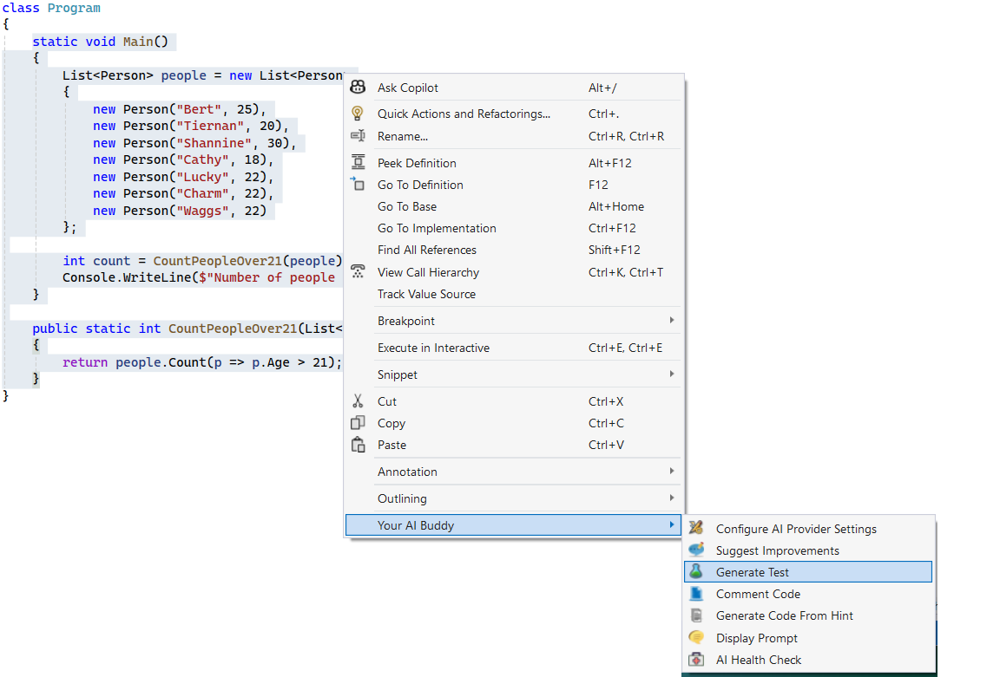 class Program
{
static void Main()
{
List<Person> people = new List<Person
{
new Person("Bert", 25),
new Person("Tiernan", 20),
new Person("Shannine", 30),
new Person("Cathy", 18),
new Person("Lucky", 22),
new Person("Charm", 22),
new Person("Waggs", 22)
};
int count = CountPeopleOver21(people)
Console.WriteLine($"Number of people
}
public static int CountPeopleOver21(List<
{
return people.Count(p => p.Age > 21);
}
}
Ask Copilot Alt+/
Quick Actions and Refactorings... Ctrl+.
Rename... Ctrl+R, Ctrl+R
Peek Definition Alt+F12
Go To Definition F12
Go To Base Alt+Home
Go To Implementation Ctrl+F12
Find All References Shift+F12
View Call Hierarchy Ctrl+K, Ctrl+T
Track Value Source
Breakpoint
Execute in Interactive Ctrl+E, Ctrl+E
Snippet
Cut Ctrl+X
Copy Ctrl+C
Paste Ctrl+V
Annotation
Outlining
Your AI Buddy
Configure AI Provider Settings
Suggest Improvements
Generate Test
Comment Code
Generate Code From Hint
Display Prompt
AI Health Check